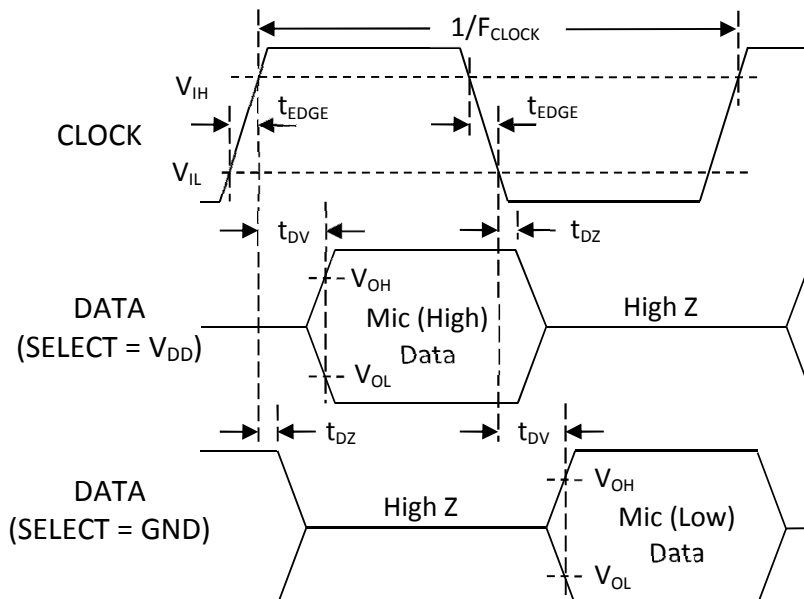 1/FCLOCK
VIH
tEDGE
tEDGE
CLOCK
VIL
tDV
tDZ
VOH
DATA
(SELECT = VDD)
Mic (High)
Data
High Z
VOL
tDZ
tDV
DATA
(SELECT = GND)
High Z
VOH
Mic (Low)
Data
VOL